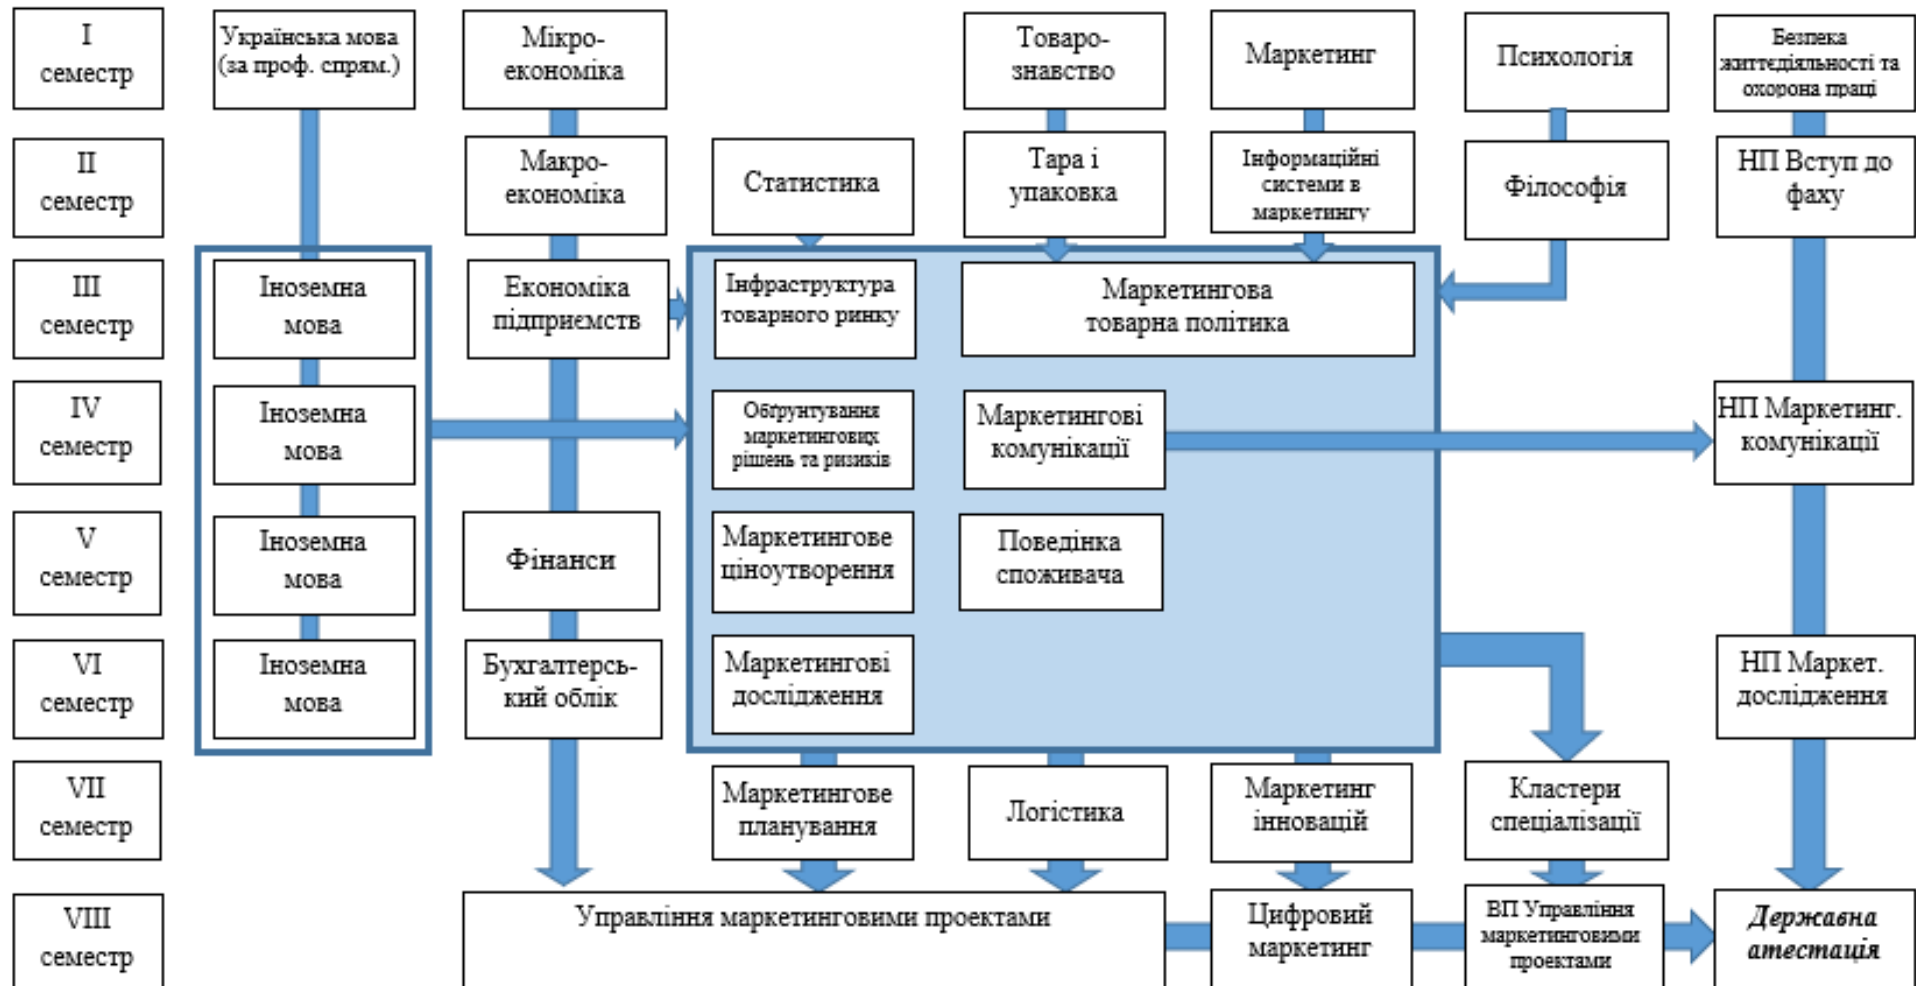 I
семестр
Українська мова
(за проф. спрям.)
Мікро-
економіка
Товаро-
знавство
Маркетинг
Психологія
Безпека
життєдіяльності та
охорона праці
II
семестр
Макро-
економіка
Статистика
Тара і
упаковка
Інформаційні
системи в
маркетингу
Філософія
НП Вступ до
фаху
III
семестр
Іноземна
мова
Економіка
підприємств
Інфраструктура
товарного ринку
Маркетингова
товарна політика
IV
семестр
Іноземна
мова
Обґрунтування
маркетингових
рішень та ризиків
Маркетингові
комунікації
НП Маркетинг.
комунікації
V
семестр
Іноземна
мова
Фінанси
Маркетингове
ціноутворення
Поведінка
споживача
VI
семестр
Іноземна
мова
Бухгалтерсь-
кий облік
Маркетингові
дослідження
НП Маркет.
дослідження
VII
семестр
Маркетингове
планування
Логістика
Маркетинг
інновацій
Кластери
спеціалізації
VIII
семестр
Управління маркетинговими проектами
Цифровий
маркетинг
ВП Управління
маркетинговими
проектами
Державна
атестація